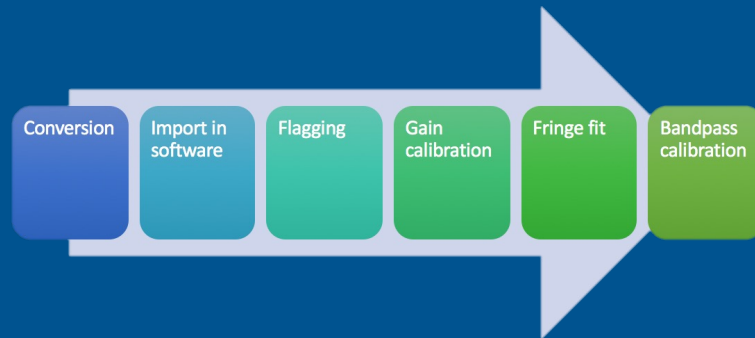 Conversion
Import in
software
Flagging
Gain
calibration
Fringe fit
Bandpass
calibration